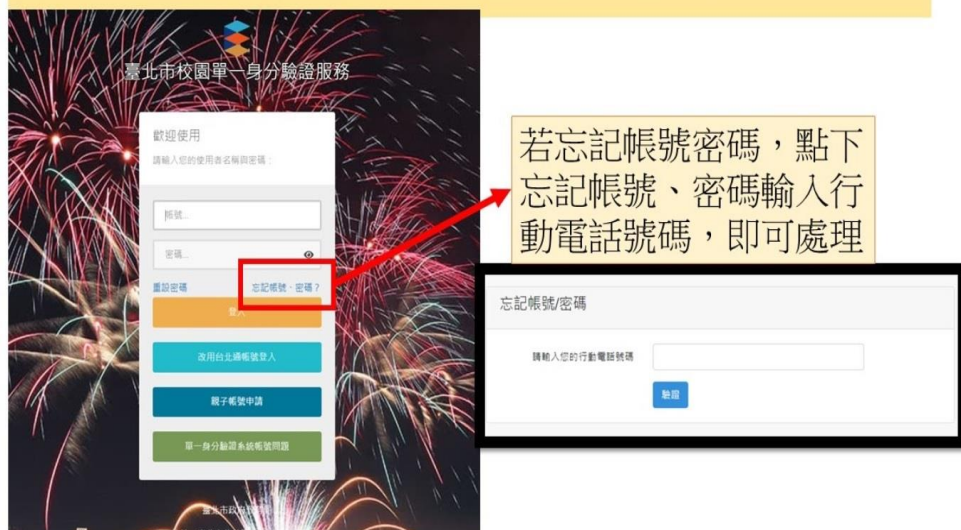 臺北市校園單一身分驗證服務
歡迎使用
請輸入您的使用者名稱與密碼：
帳號...
密碼...
重設密碼
忘記帳號、密碼？
登入
改用台北通帳號登入
親子帳號申請
單一身分驗證系統帳號問題
若忘記帳號密碼，點下
忘記帳號、密碼輸入行
動電話號碼，即可處理
忘記帳號/密碼
請輸入您的行動電話號碼
驗證